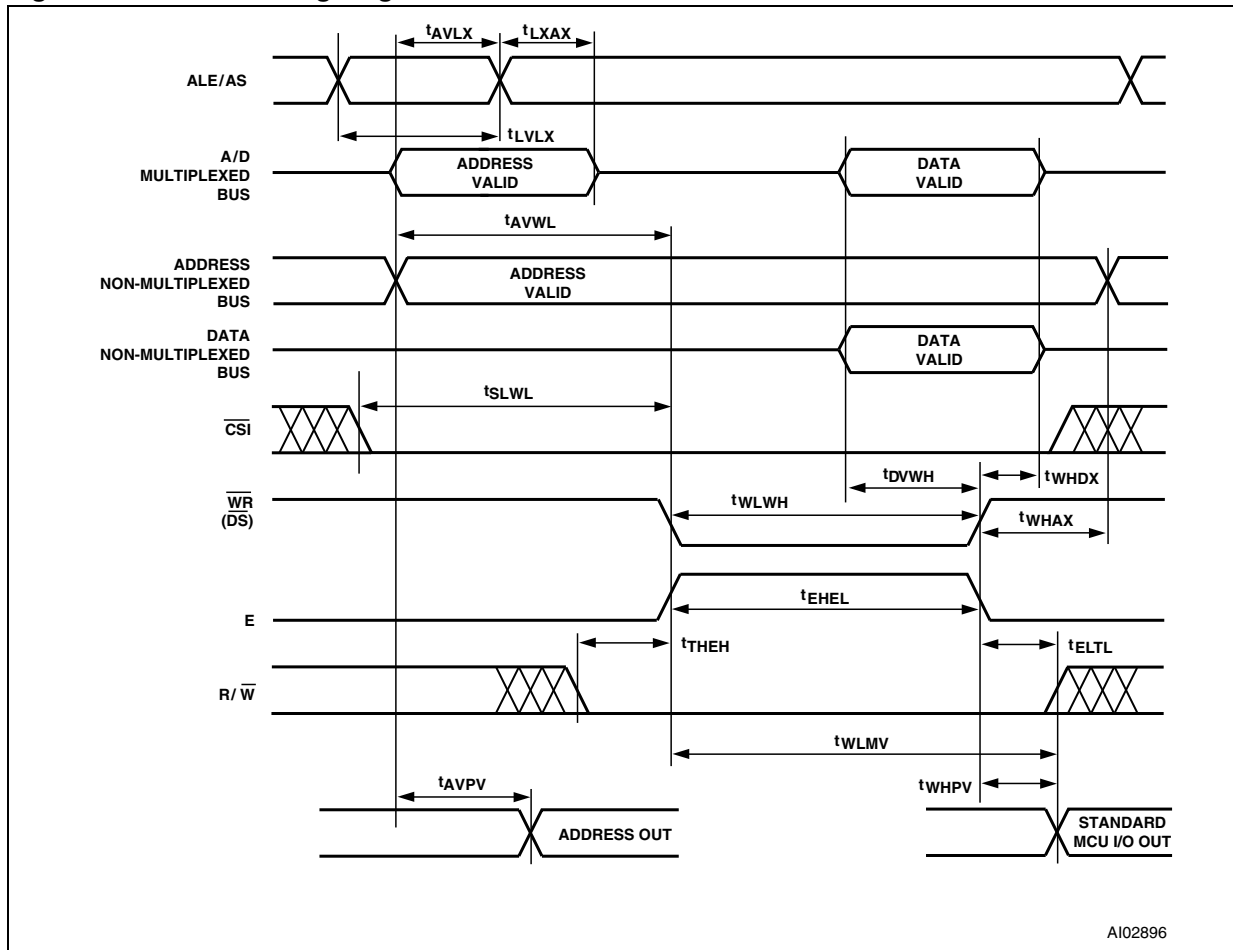 tAVLX tLXAX
ALE/AS
tLVLX
A/D
MULTIPLEXED
BUS
ADDRESS
VALID
DATA
VALID
tAVWL
ADDRESS
NON-MULTIPLEXED
BUS
ADDRESS
VALID
DATA
NON-MULTIPLEXED
BUS
DATA
VALID
tSLWL
CSI
tDVWH tWHDX
WR
(DS)
tWLWH
tWHAX
tEHEL
E
tTHEH
tELTL
R/ W
tWLMV
tAVPV
tWHPV
ADDRESS OUT
STANDARD
MCU I/O OUT
AI02896